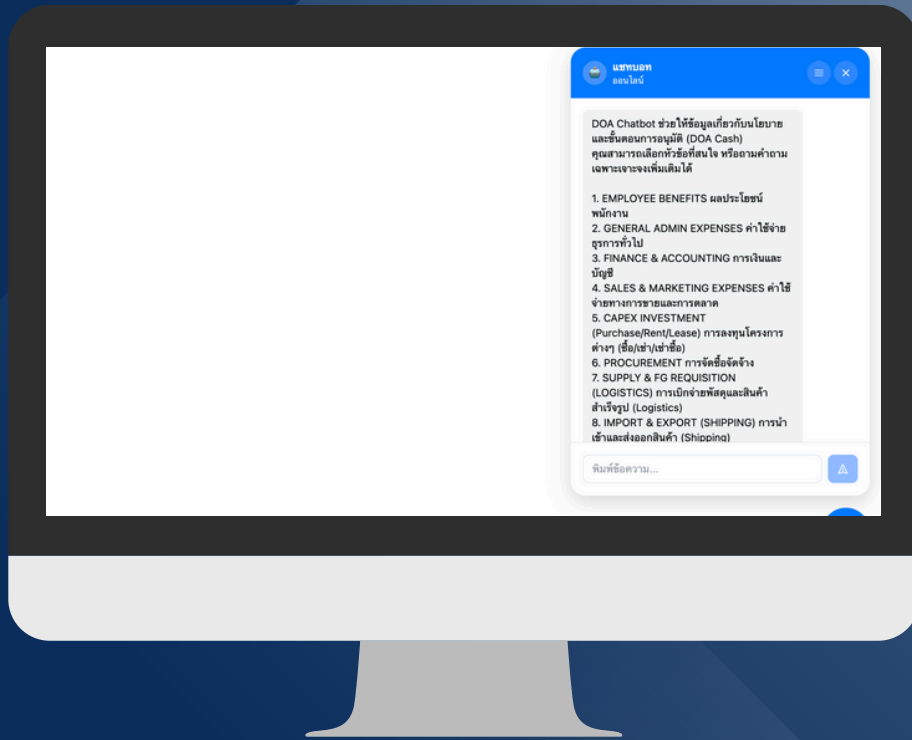 แชทบอท
ออนไลน์
DOA Chatbot ช่วยให้ข้อมูลเกี่ยวกับนโยบาย
และขั้นตอนการอนุมัติ (DOA Cash)
คุณสามารถเลือกหัวข้อที่สนใจ หรือถามคำถาม
เฉพาะเจาะจงเพิ่มเติมได้
1. EMPLOYEE BENEFITS ผลประโยชน์
พนักงาน
2. GENERAL ADMIN EXPENSES ค่าใช้จ่าย
ธุรการทั่วไป
3. FINANCE & ACCOUNTING การเงินและ
บัญชี
4. SALES & MARKETING EXPENSES ค่าใช้
จ่ายทางการขายและการตลาด
5. CAPEX INVESTMENT
(Purchase/Rent/Lease) การลงทุนโครงการ
ต่างๆ (ซื้อ/เช่า/เช่าซื้อ)
6. PROCUREMENT การจัดซื้อจัดจ้าง
7. SUPPLY & FG REQUISITION
(LOGISTICS) การเบิกจ่ายพัสดุและสินค้า
สำเร็จรูป (Logistics)
8. IMPORT & EXPORT (SHIPPING) การนำ
เข้าและส่งออกสินค้า (Shipping)
พิมพ์ข้อความ...